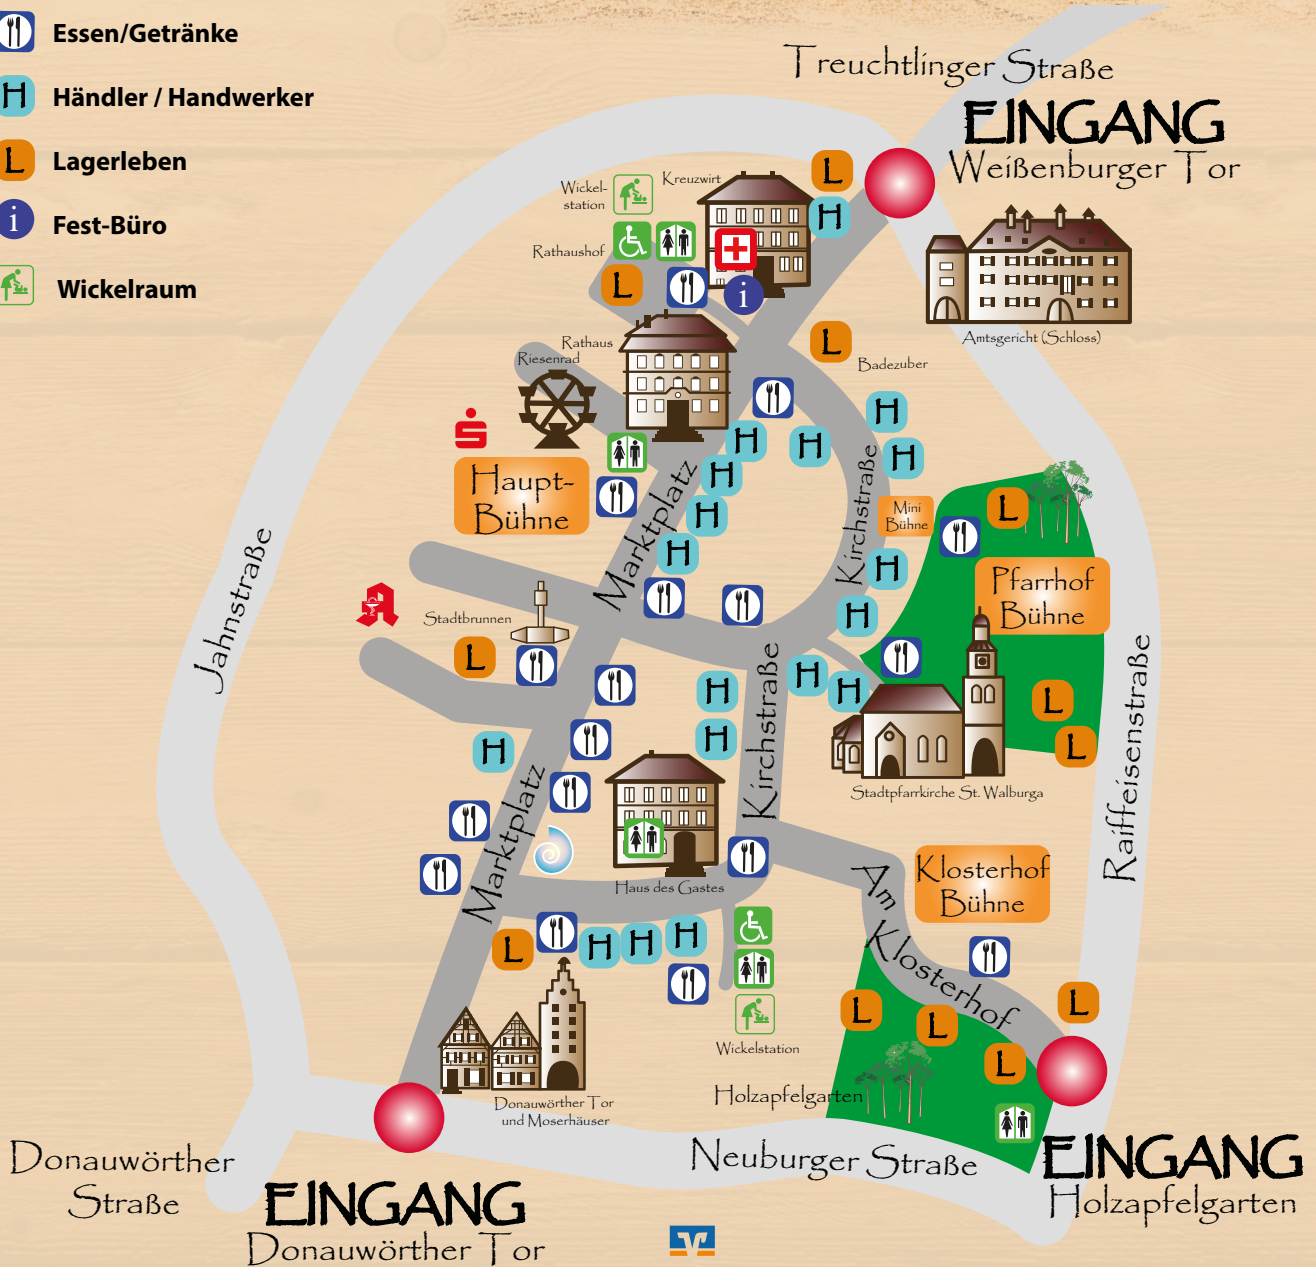 Essen/Getränke
H Händler / Handwerker
L Lagerleben
i Fest-Büro
Wickelraum
Treuchtlinger Straße
EINGANG
Weißenburger Tor
Wickel-
station
Kreuzwirt
L
H
Rathaushof
L
i
Amtsgericht (Schloss)
Rathaus
Riesenrad
L
Badezuber
H
H
H
H
H
H
H
Haupt-
Bühne
Marktplatz
Kirchstraße
Mini
Bühne
L
Pfarrhof
Bühne
H
H
Jahnstraße
A
Stadtbrunnen
L
H
H
H
H
H
Kirchstraße
L
L
Raiffeisenstraße
Stadtpfarrkirche St. Walburga
Marktplatz
Haus des Gastes
Am Klosterhof
Klosterhof
Bühne
L
H
H
H
L
L
L
L
Wickelstation
Holzapfelgarten
Donauwörther Tor
und Moserhäuser
Donauwörther
Straße
Neuburger Straße
EINGANG
Holzapfelgarten
EINGANG
Donauwörther Tor